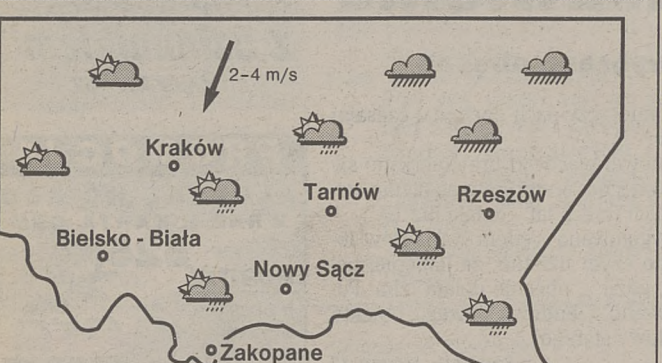 2-4 m/s
Kraków
Tarnów
Rzeszów
Bielsko - Biała
Nowy Sącz
Zakopane